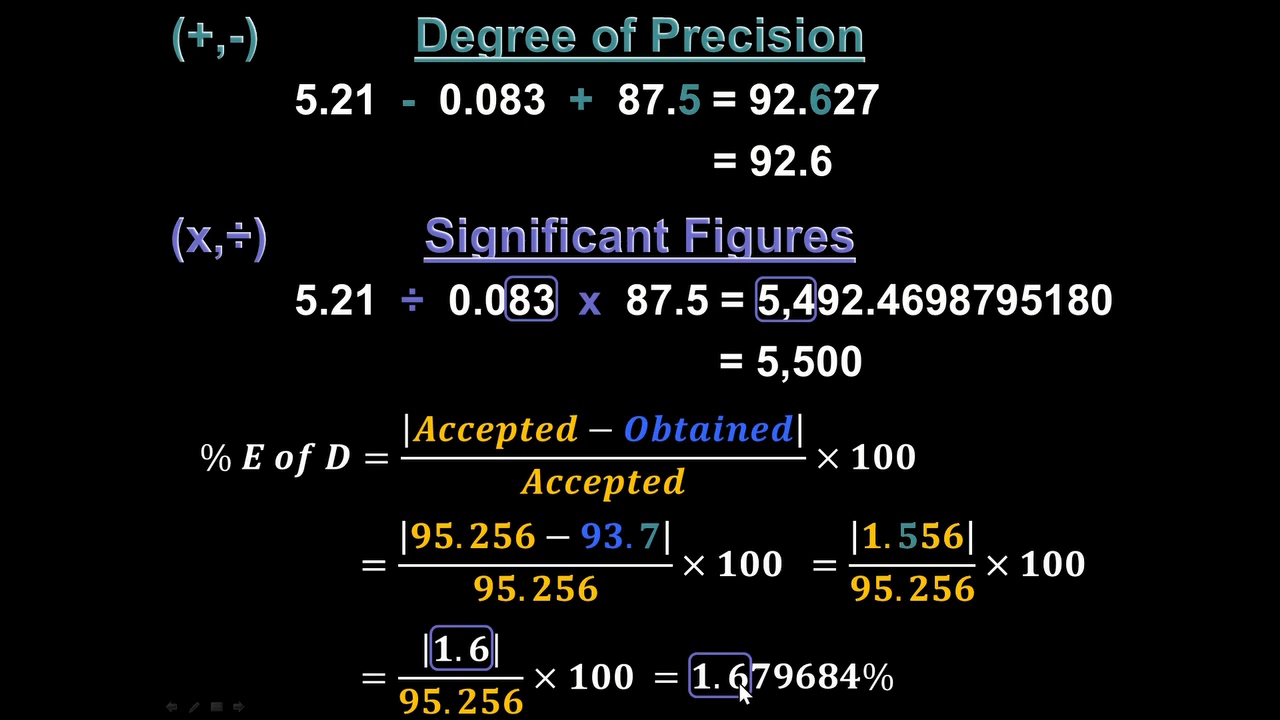 (+,-) Degree of Precision
5.21 - 0.083 + 87.5 = 92.627
= 92.6
(x,÷) Significant Figures
5.21 ÷ 0.083 x 87.5 = 5,492.4698795180
= 5,500
% E of D = |Accepted − Obtained| / Accepted × 100
= |95.256 − 93.7| / 95.256 × 100 = |1.556| / 95.256 × 100
= |1.6| / 95.256 × 100 = 1.679684%